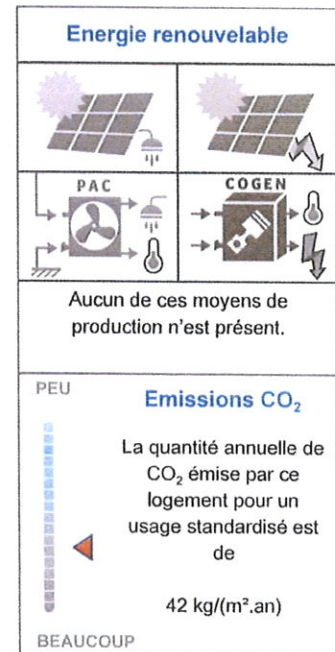 Energie renouvelable
PAC
COGEN
Aucun de ces moyens de
production n'est présent.
PEU
Emissions CO₂
La quantité annuelle de
CO₂ émise par ce
logement pour un
usage standardisé est
de
42 kg/(m².an)
BEAUCOUP